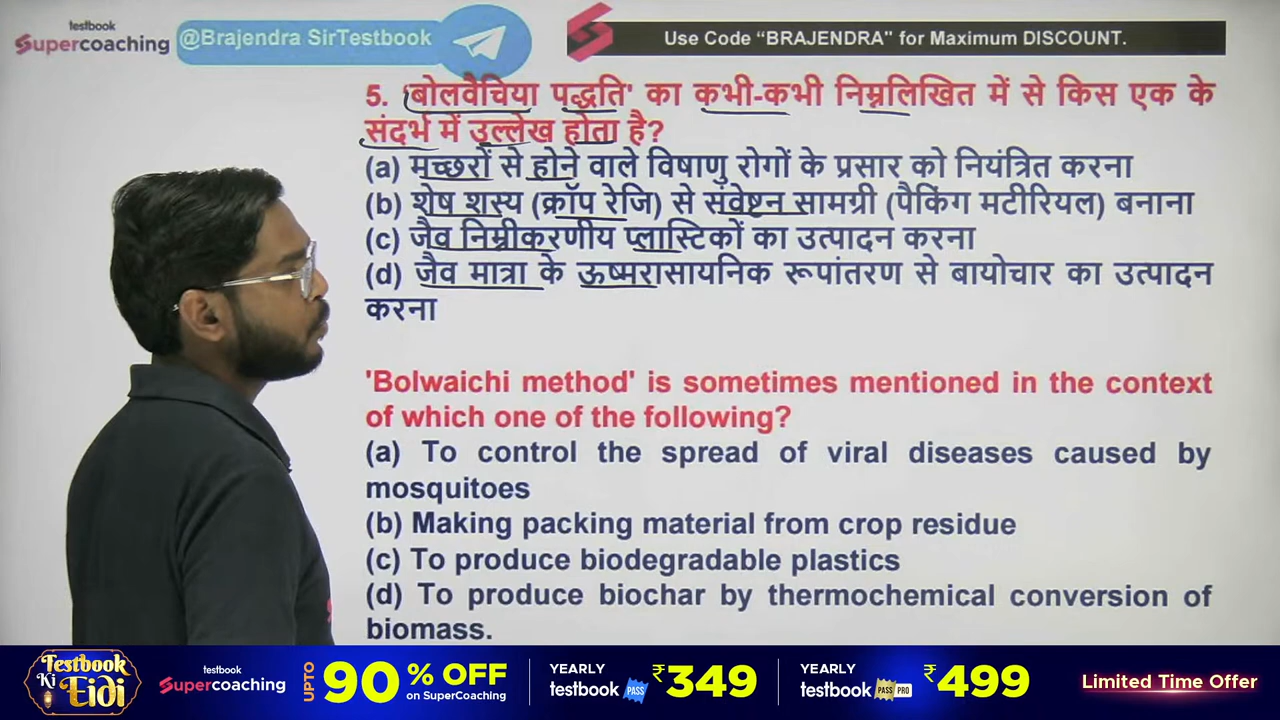 testbook
Supercoaching
@Brajendra SirTestbook
Use Code “BRAJENDRA" for Maximum DISCOUNT.
5. 'बोलवैचिया पद्धति' का कभी-कभी निम्नलिखित में से किस एक के
संदर्भ में उल्लेख होता है?
(a) मच्छरों से होने वाले विषाणु रोगों के प्रसार को नियंत्रित करना
(b) शेष शस्य (क्रॉप रेजि) से संवेष्टन सामग्री (पैकिंग मटीरियल) बनाना
(c) जैव निम्नीकरणीय प्लास्टिकों का उत्पादन करना
(d) जैव मात्रा के ऊष्मरासायनिक रूपांतरण से बायोचार का उत्पादन
करना
'Bolwaichi method' is sometimes mentioned in the context
of which one of the following?
(a) To control the spread of viral diseases caused by
mosquitoes
(b) Making packing material from crop residue
(c) To produce biodegradable plastics
(d) To produce biochar by thermochemical conversion of
biomass.
Testbook
Ki Eidi
testbook
Supercoaching
UPTO 90% OFF
on SuperCoaching
YEARLY
testbook PASS
₹349
YEARLY
testbook PASS PRO
₹499
Limited Time Offer